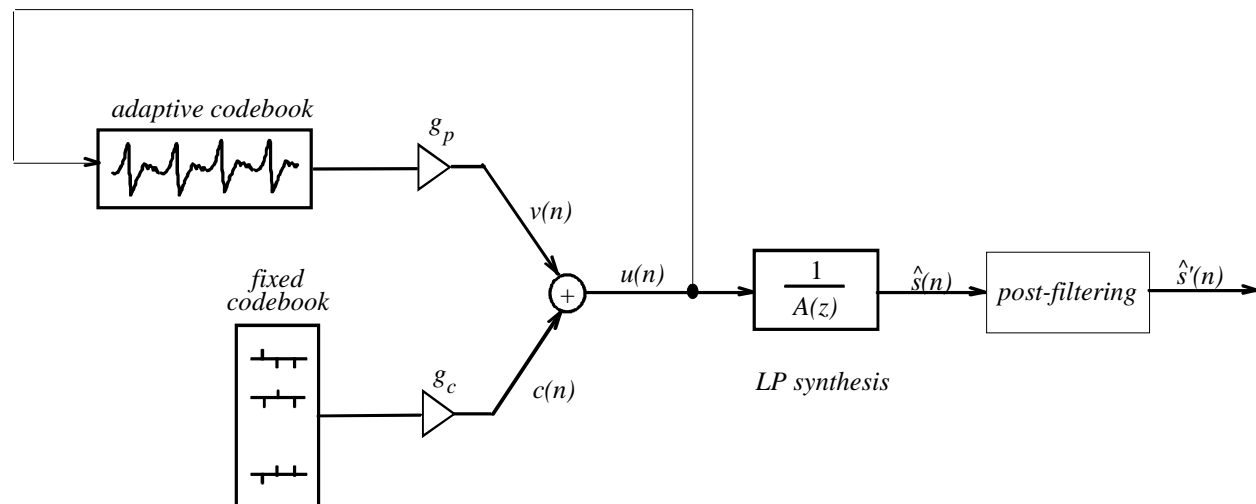 adaptive codebook
g_p
v(n)
fixed
codebook
u(n)
+
1
A(z)
ŝ(n)
post-filtering
ŝ'(n)
g_c
c(n)
LP synthesis